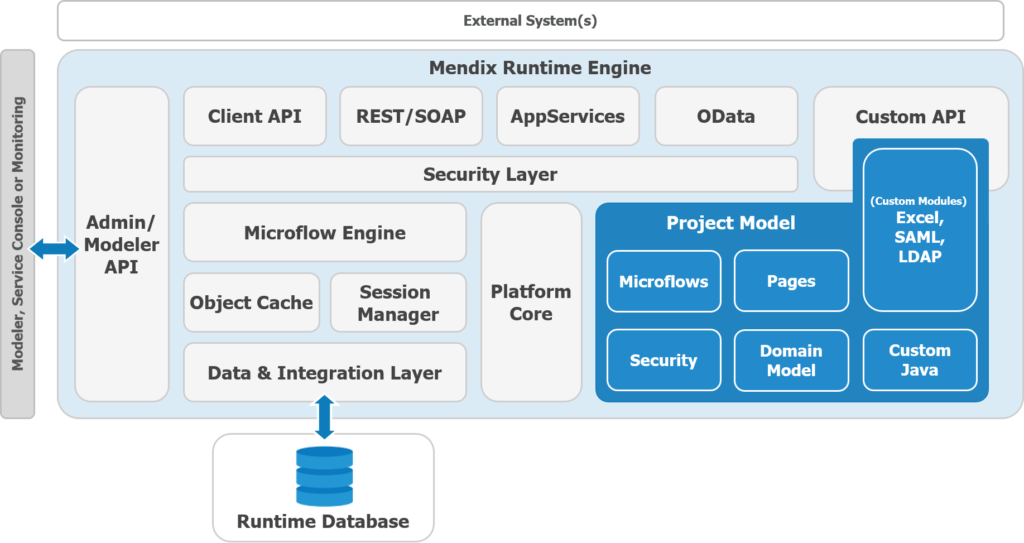 External System(s)
Modeler, Service Console or Monitoring
Mendix Runtime Engine
Admin/
Modeler
API
Client API
REST/SOAP
AppServices
OData
Custom API
Security Layer
Microflow Engine
Object Cache
Session
Manager
Data & Integration Layer
Platform
Core
Project Model
(Custom Modules)
Excel,
SAML,
LDAP
Microflows
Pages
Security
Domain
Model
Custom
Java
Runtime Database